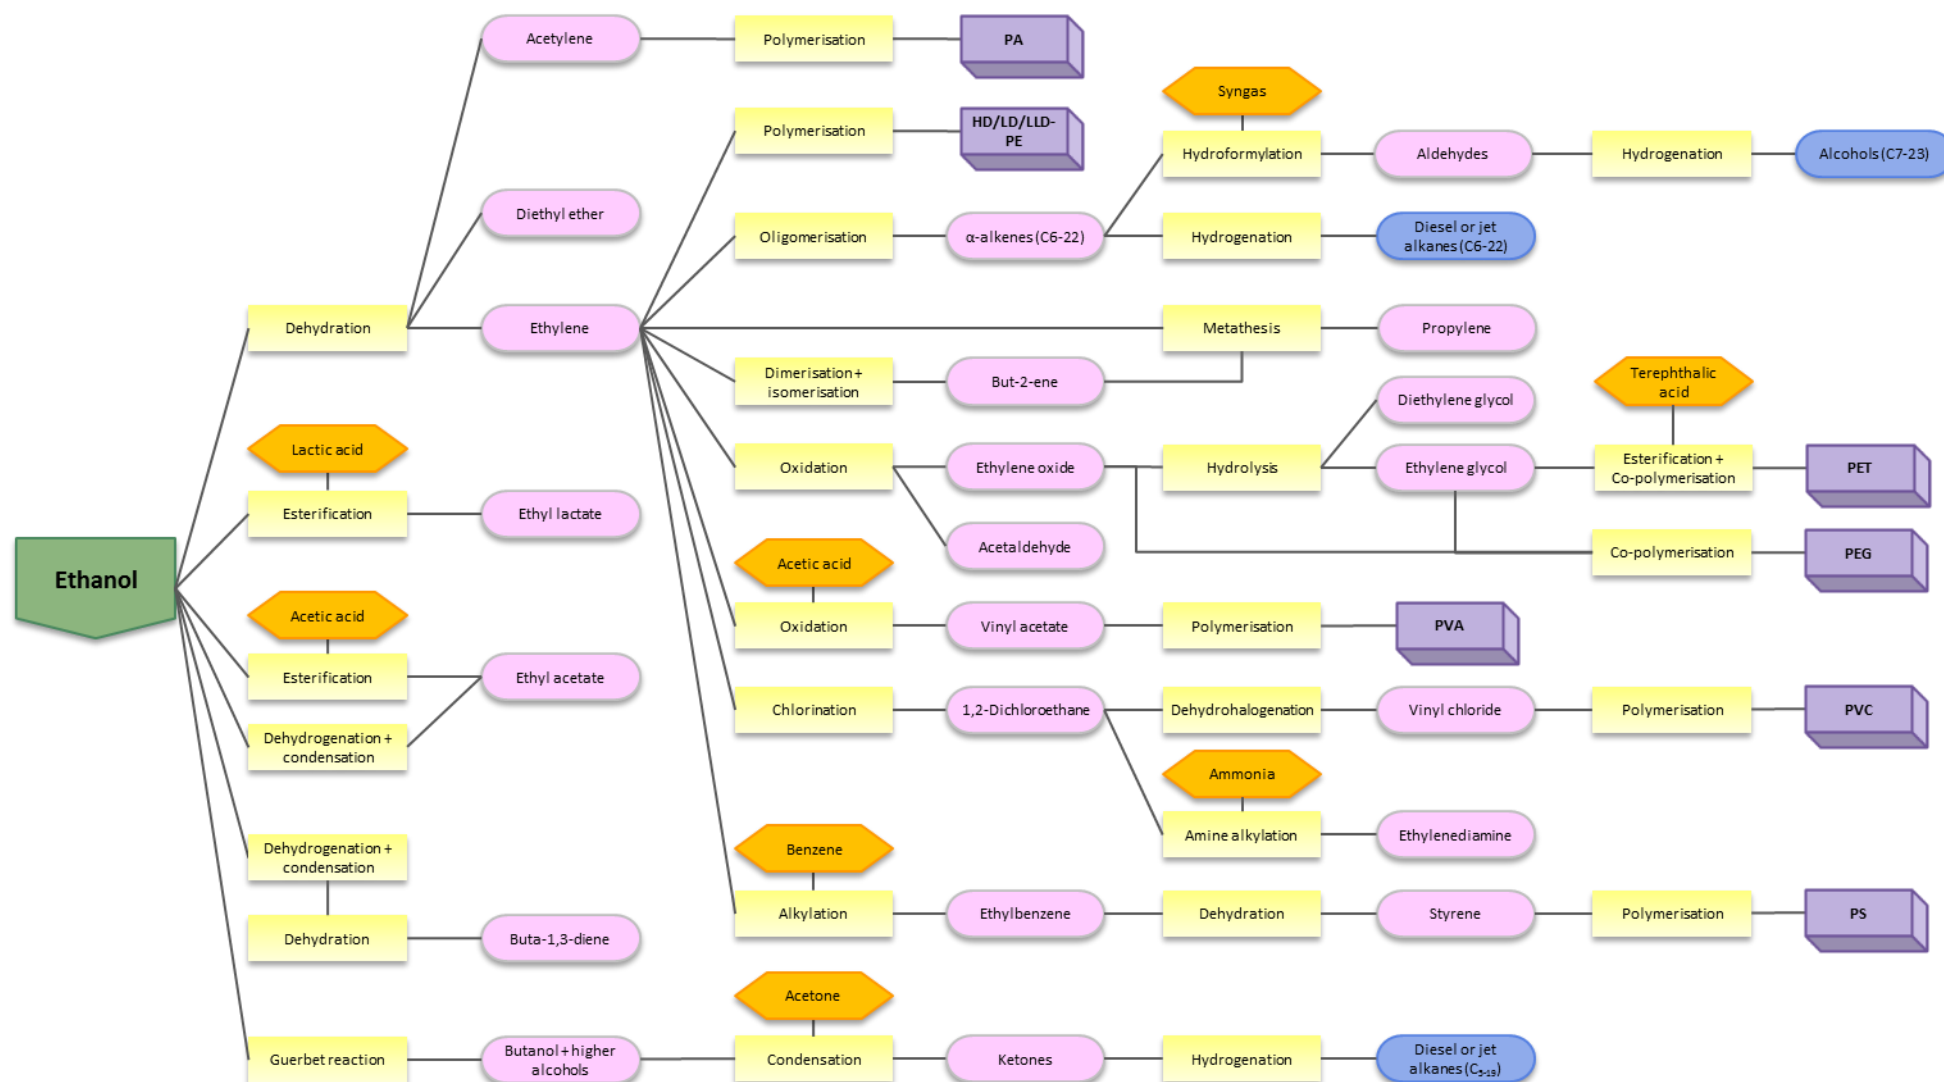 Acetylene
Polymerisation
PA
Syngas
Polymerisation
HD/LD/LLD-
PE
Hydroformylation
Aldehydes
Hydrogenation
Alcohols (C7-23)
Diethyl ether
Oligomerisation
α-alkenes (C6-22)
Hydrogenation
Diesel or jet
alkanes (C6-22)
Dehydration
Ethylene
Metathesis
Propylene
Dimerisation +
isomerisation
But-2-ene
Terephthalic
acid
Diethylene glycol
Lactic acid
Oxidation
Ethylene oxide
Hydrolysis
Ethylene glycol
Esterification +
Co-polymerisation
PET
Esterification
Ethyl lactate
Acetaldehyde
Co-polymerisation
PEG
Ethanol
Acetic acid
Acetic acid
Oxidation
Vinyl acetate
Polymerisation
PVA
Esterification
Ethyl acetate
Chlorination
1,2-Dichloroethane
Dehydrohalogenation
Vinyl chloride
Polymerisation
PVC
Dehydrogenation +
condensation
Ammonia
Amine alkylation
Ethylenediamine
Dehydrogenation +
condensation
Benzene
Alkylation
Ethylbenzene
Dehydration
Styrene
Polymerisation
PS
Dehydration
Buta-1,3-diene
Acetone
Guerbet reaction
Butanol + higher
alcohols
Condensation
Ketones
Hydrogenation
Diesel or jet
alkanes (C₅₋₁₉)